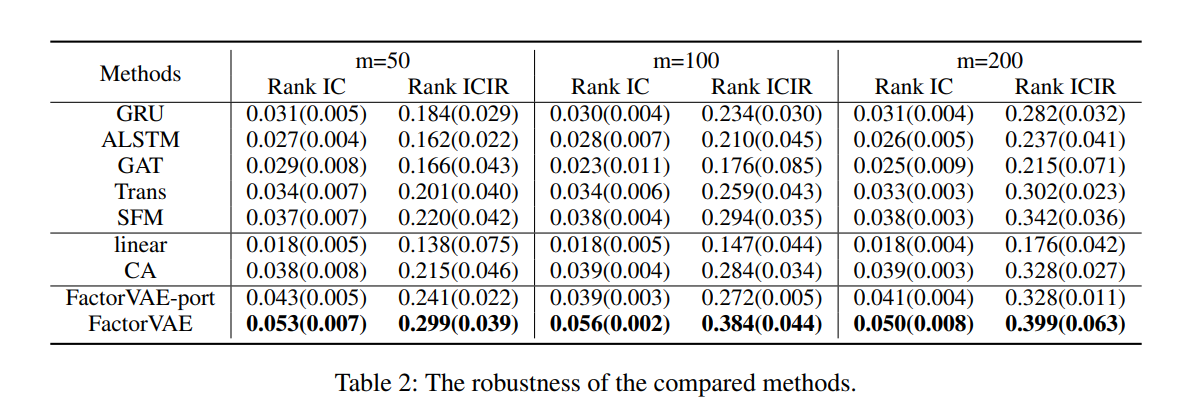 Methods m=50 m=100 m=200
Rank IC Rank ICIR Rank IC Rank ICIR Rank IC Rank ICIR
GRU 0.031(0.005) 0.184(0.029) 0.030(0.004) 0.234(0.030) 0.031(0.004) 0.282(0.032)
ALSTM 0.027(0.004) 0.162(0.022) 0.028(0.007) 0.210(0.045) 0.026(0.005) 0.237(0.041)
GAT 0.029(0.008) 0.166(0.043) 0.023(0.011) 0.176(0.085) 0.025(0.009) 0.215(0.071)
Trans 0.034(0.007) 0.201(0.040) 0.034(0.006) 0.259(0.043) 0.033(0.003) 0.302(0.023)
SFM 0.037(0.007) 0.220(0.042) 0.038(0.004) 0.294(0.035) 0.038(0.003) 0.342(0.036)
linear 0.018(0.005) 0.138(0.075) 0.018(0.005) 0.147(0.044) 0.018(0.004) 0.176(0.042)
CA 0.038(0.008) 0.215(0.046) 0.039(0.004) 0.284(0.034) 0.039(0.003) 0.328(0.027)
FactorVAE-port 0.043(0.005) 0.241(0.022) 0.039(0.003) 0.272(0.005) 0.041(0.004) 0.328(0.011)
FactorVAE 0.053(0.007) 0.299(0.039) 0.056(0.002) 0.384(0.044) 0.050(0.008) 0.399(0.063)
Table 2: The robustness of the compared methods.